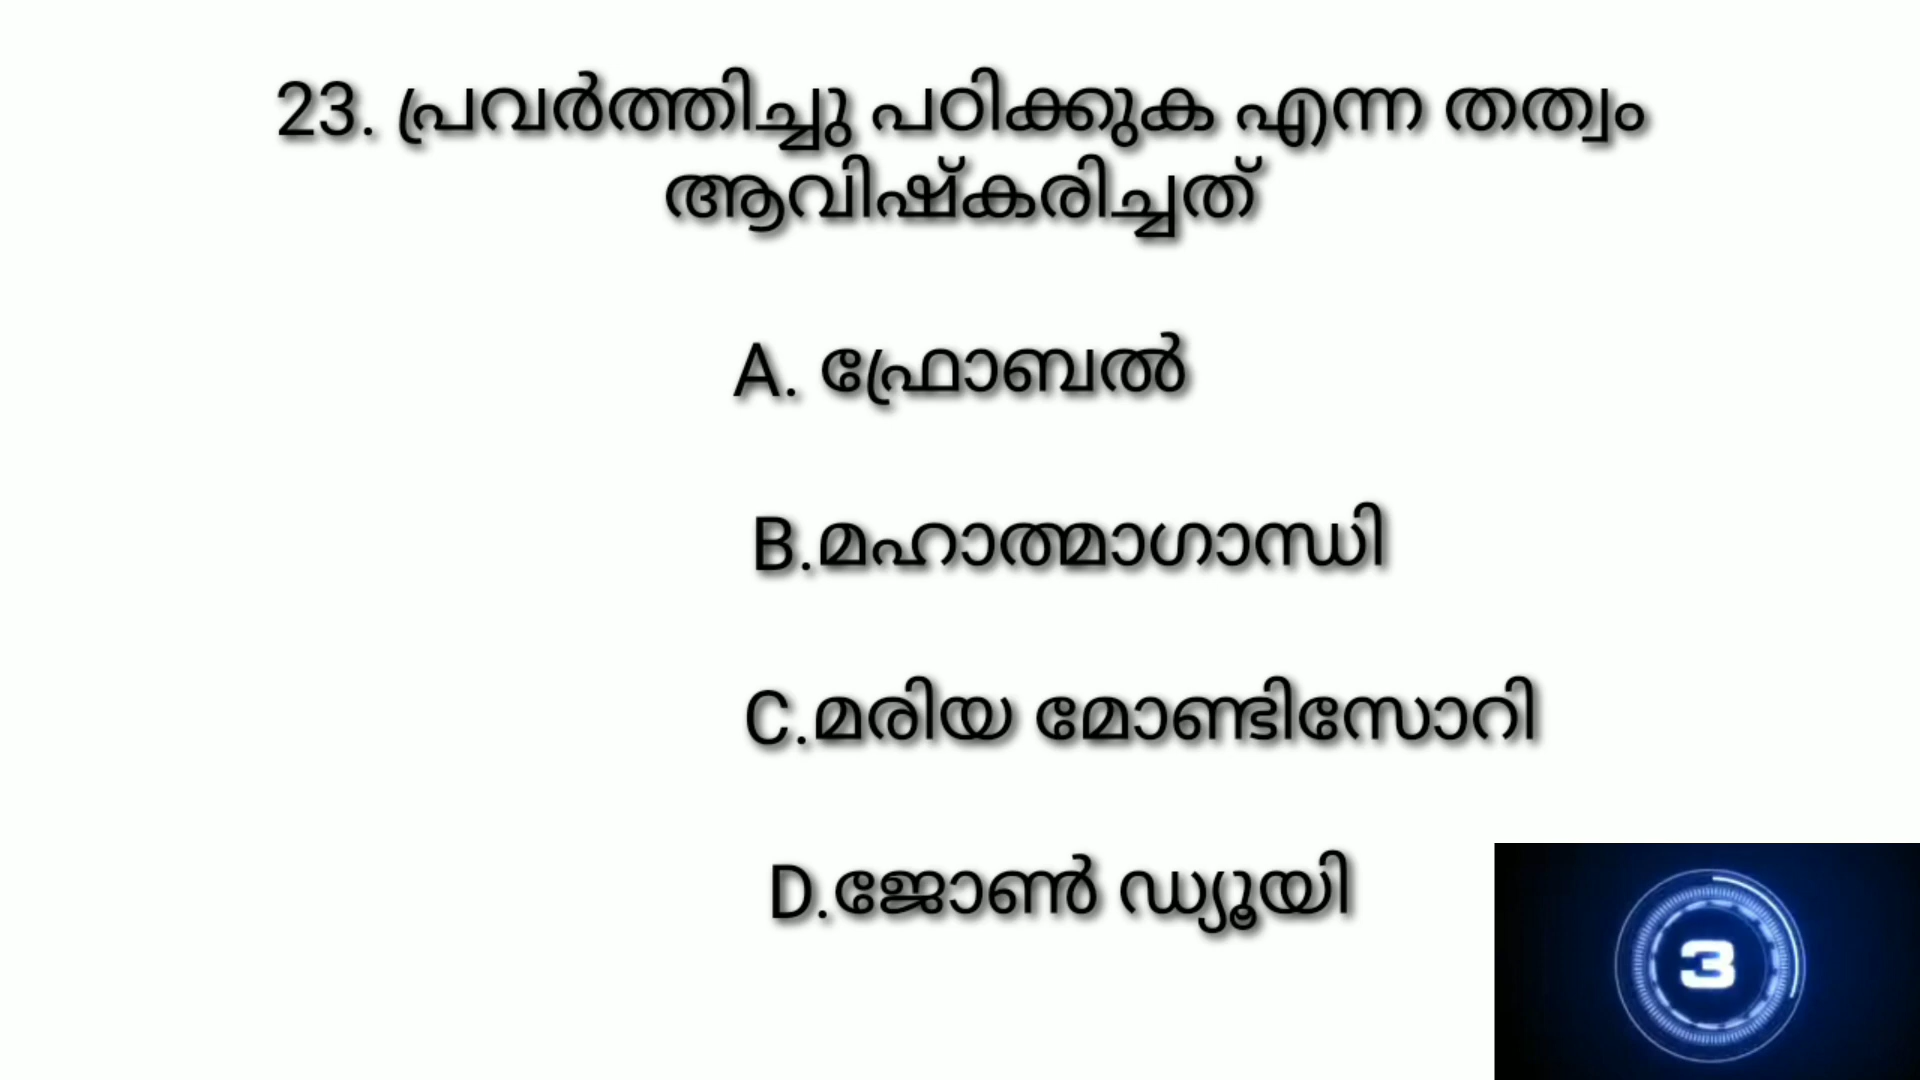 23. പ്രവർത്തിച്ചു പഠിക്കുക എന്ന തത്വം
ആവിഷ്കരിച്ചത്
A. ഫ്രോബൽ
B.മഹാത്മാഗാന്ധി
C.മരിയ മോണ്ടിസോറി
D.ജോൺ ഡ്യൂയി
3